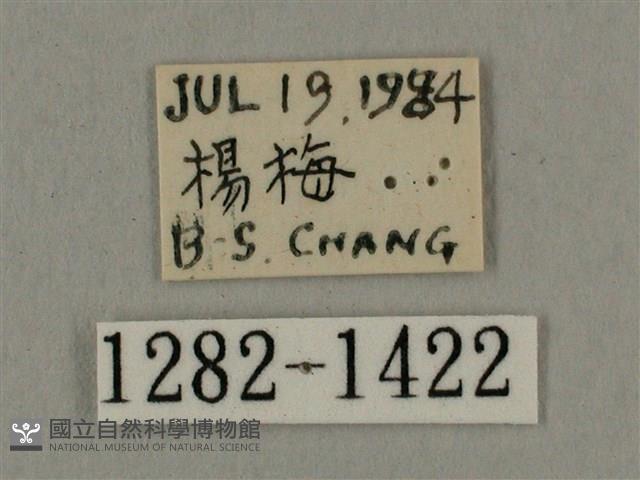 JUL 19, 1984
楊梅
B-S. CHANG
1282-1422
國立自然科學博物館
NATIONAL MUSEUM OF NATURAL SCIENCE